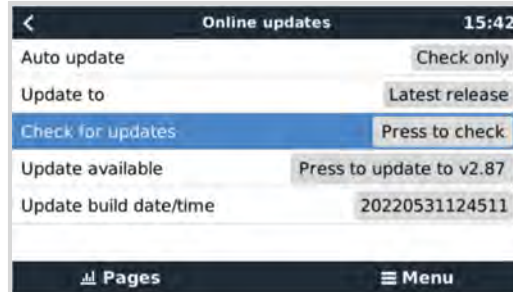 Online updates 15:42
Auto update Check only
Update to Latest release
Check for updates Press to check
Update available Press to update to v2.87
Update build date/time 20220531124511
Pages Menu